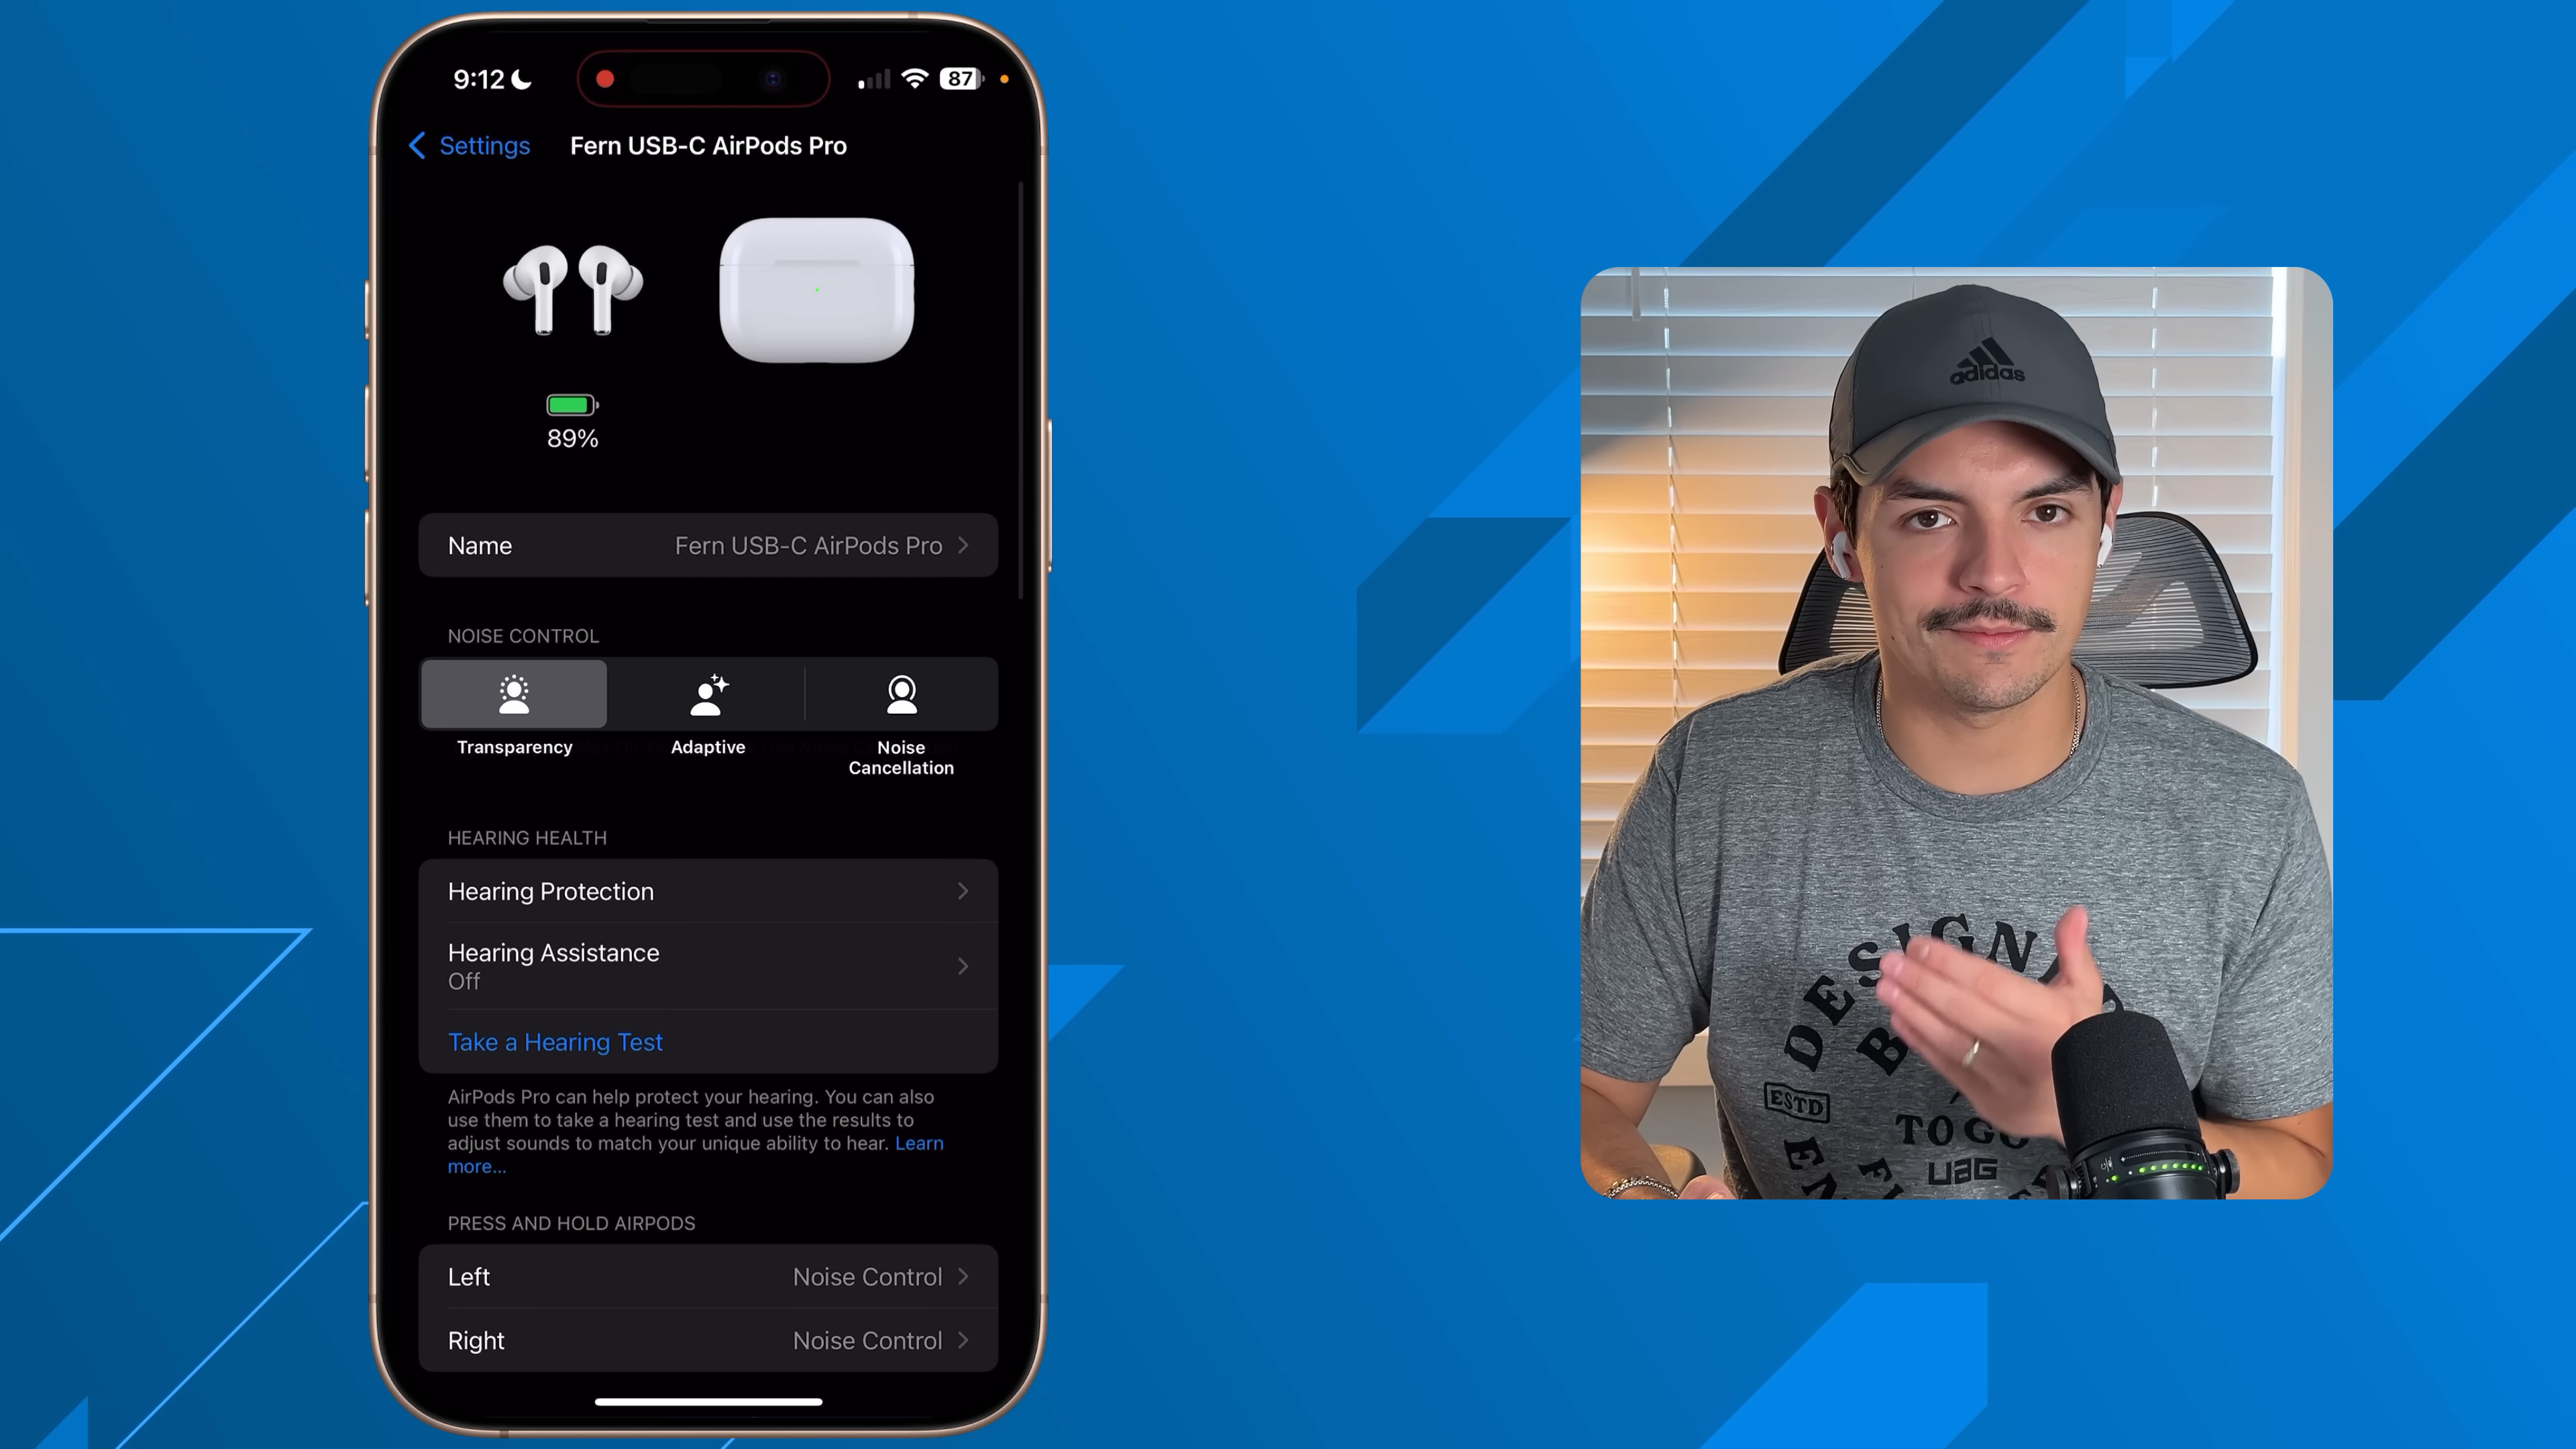 9:12
87
Settings
Fern USB-C AirPods Pro
89%
Name
Fern USB-C AirPods Pro
NOISE CONTROL
Transparency
Adaptive
Noise
Cancellation
HEARING HEALTH
Hearing Protection
Hearing Assistance
Off
Take a Hearing Test
AirPods Pro can help protect your hearing. You can also
use them to take a hearing test and use the results to
adjust sounds to match your unique ability to hear. Learn
more...
PRESS AND HOLD AIRPODS
Left
Noise Control
Right
Noise Control
adidas
DESIGN
ESTD
TO GO
UAG